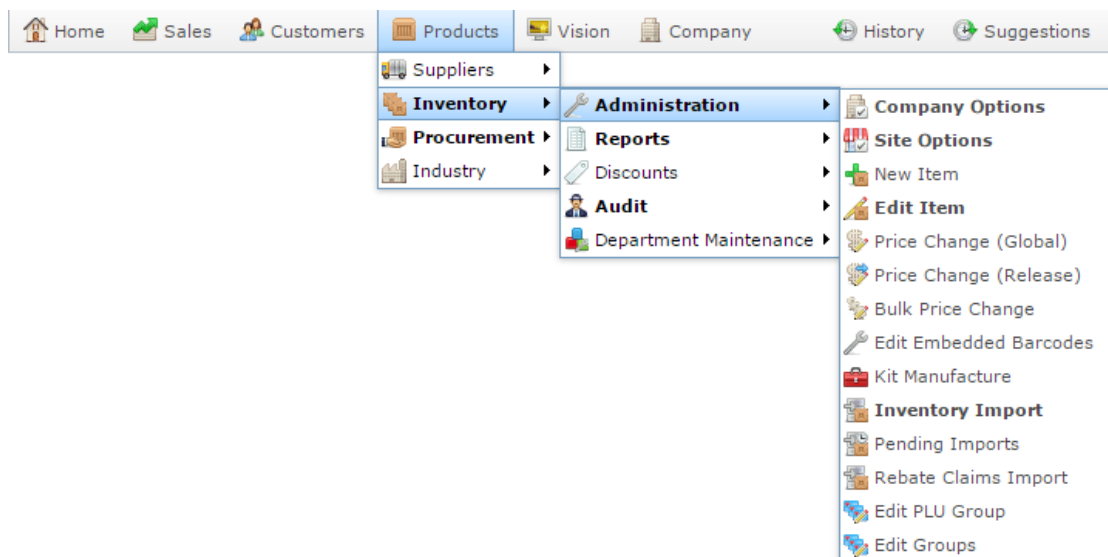 Home Sales Customers Products Vision Company History Suggestions
Suppliers
Inventory
Procurement
Industry
Administration
Reports
Discounts
Audit
Department Maintenance
Company Options
Site Options
New Item
Edit Item
Price Change (Global)
Price Change (Release)
Bulk Price Change
Edit Embedded Barcodes
Kit Manufacture
Inventory Import
Pending Imports
Rebate Claims Import
Edit PLU Group
Edit Groups